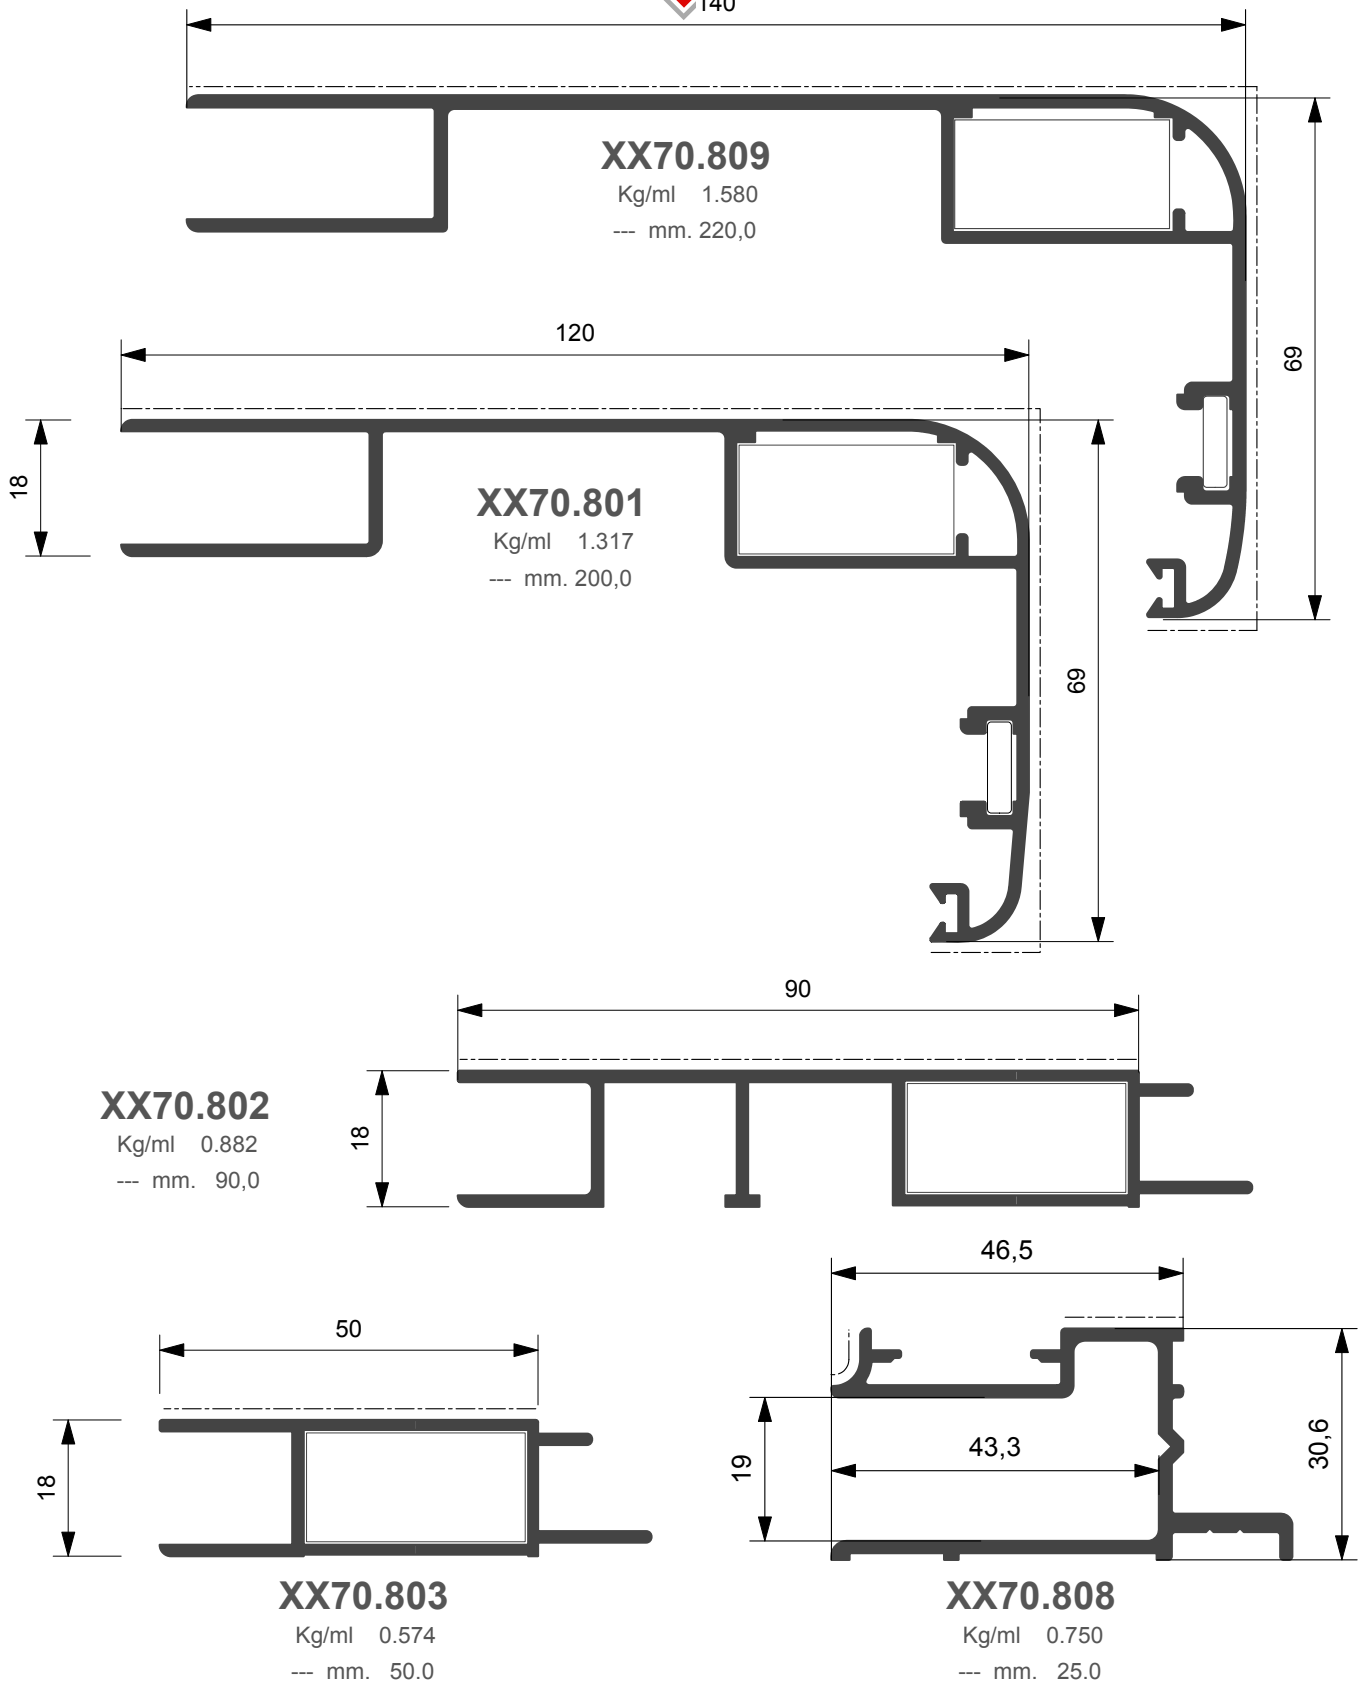 140
XX70.809
Kg/ml 1.580
--- mm. 220,0
69
120
18
XX70.801
Kg/ml 1.317
--- mm. 200,0
69
90
XX70.802
Kg/ml 0.882
--- mm. 90,0
18
46,5
50
18
19
43,3
30,6
XX70.803
Kg/ml 0.574
--- mm. 50.0
XX70.808
Kg/ml 0.750
--- mm. 25.0